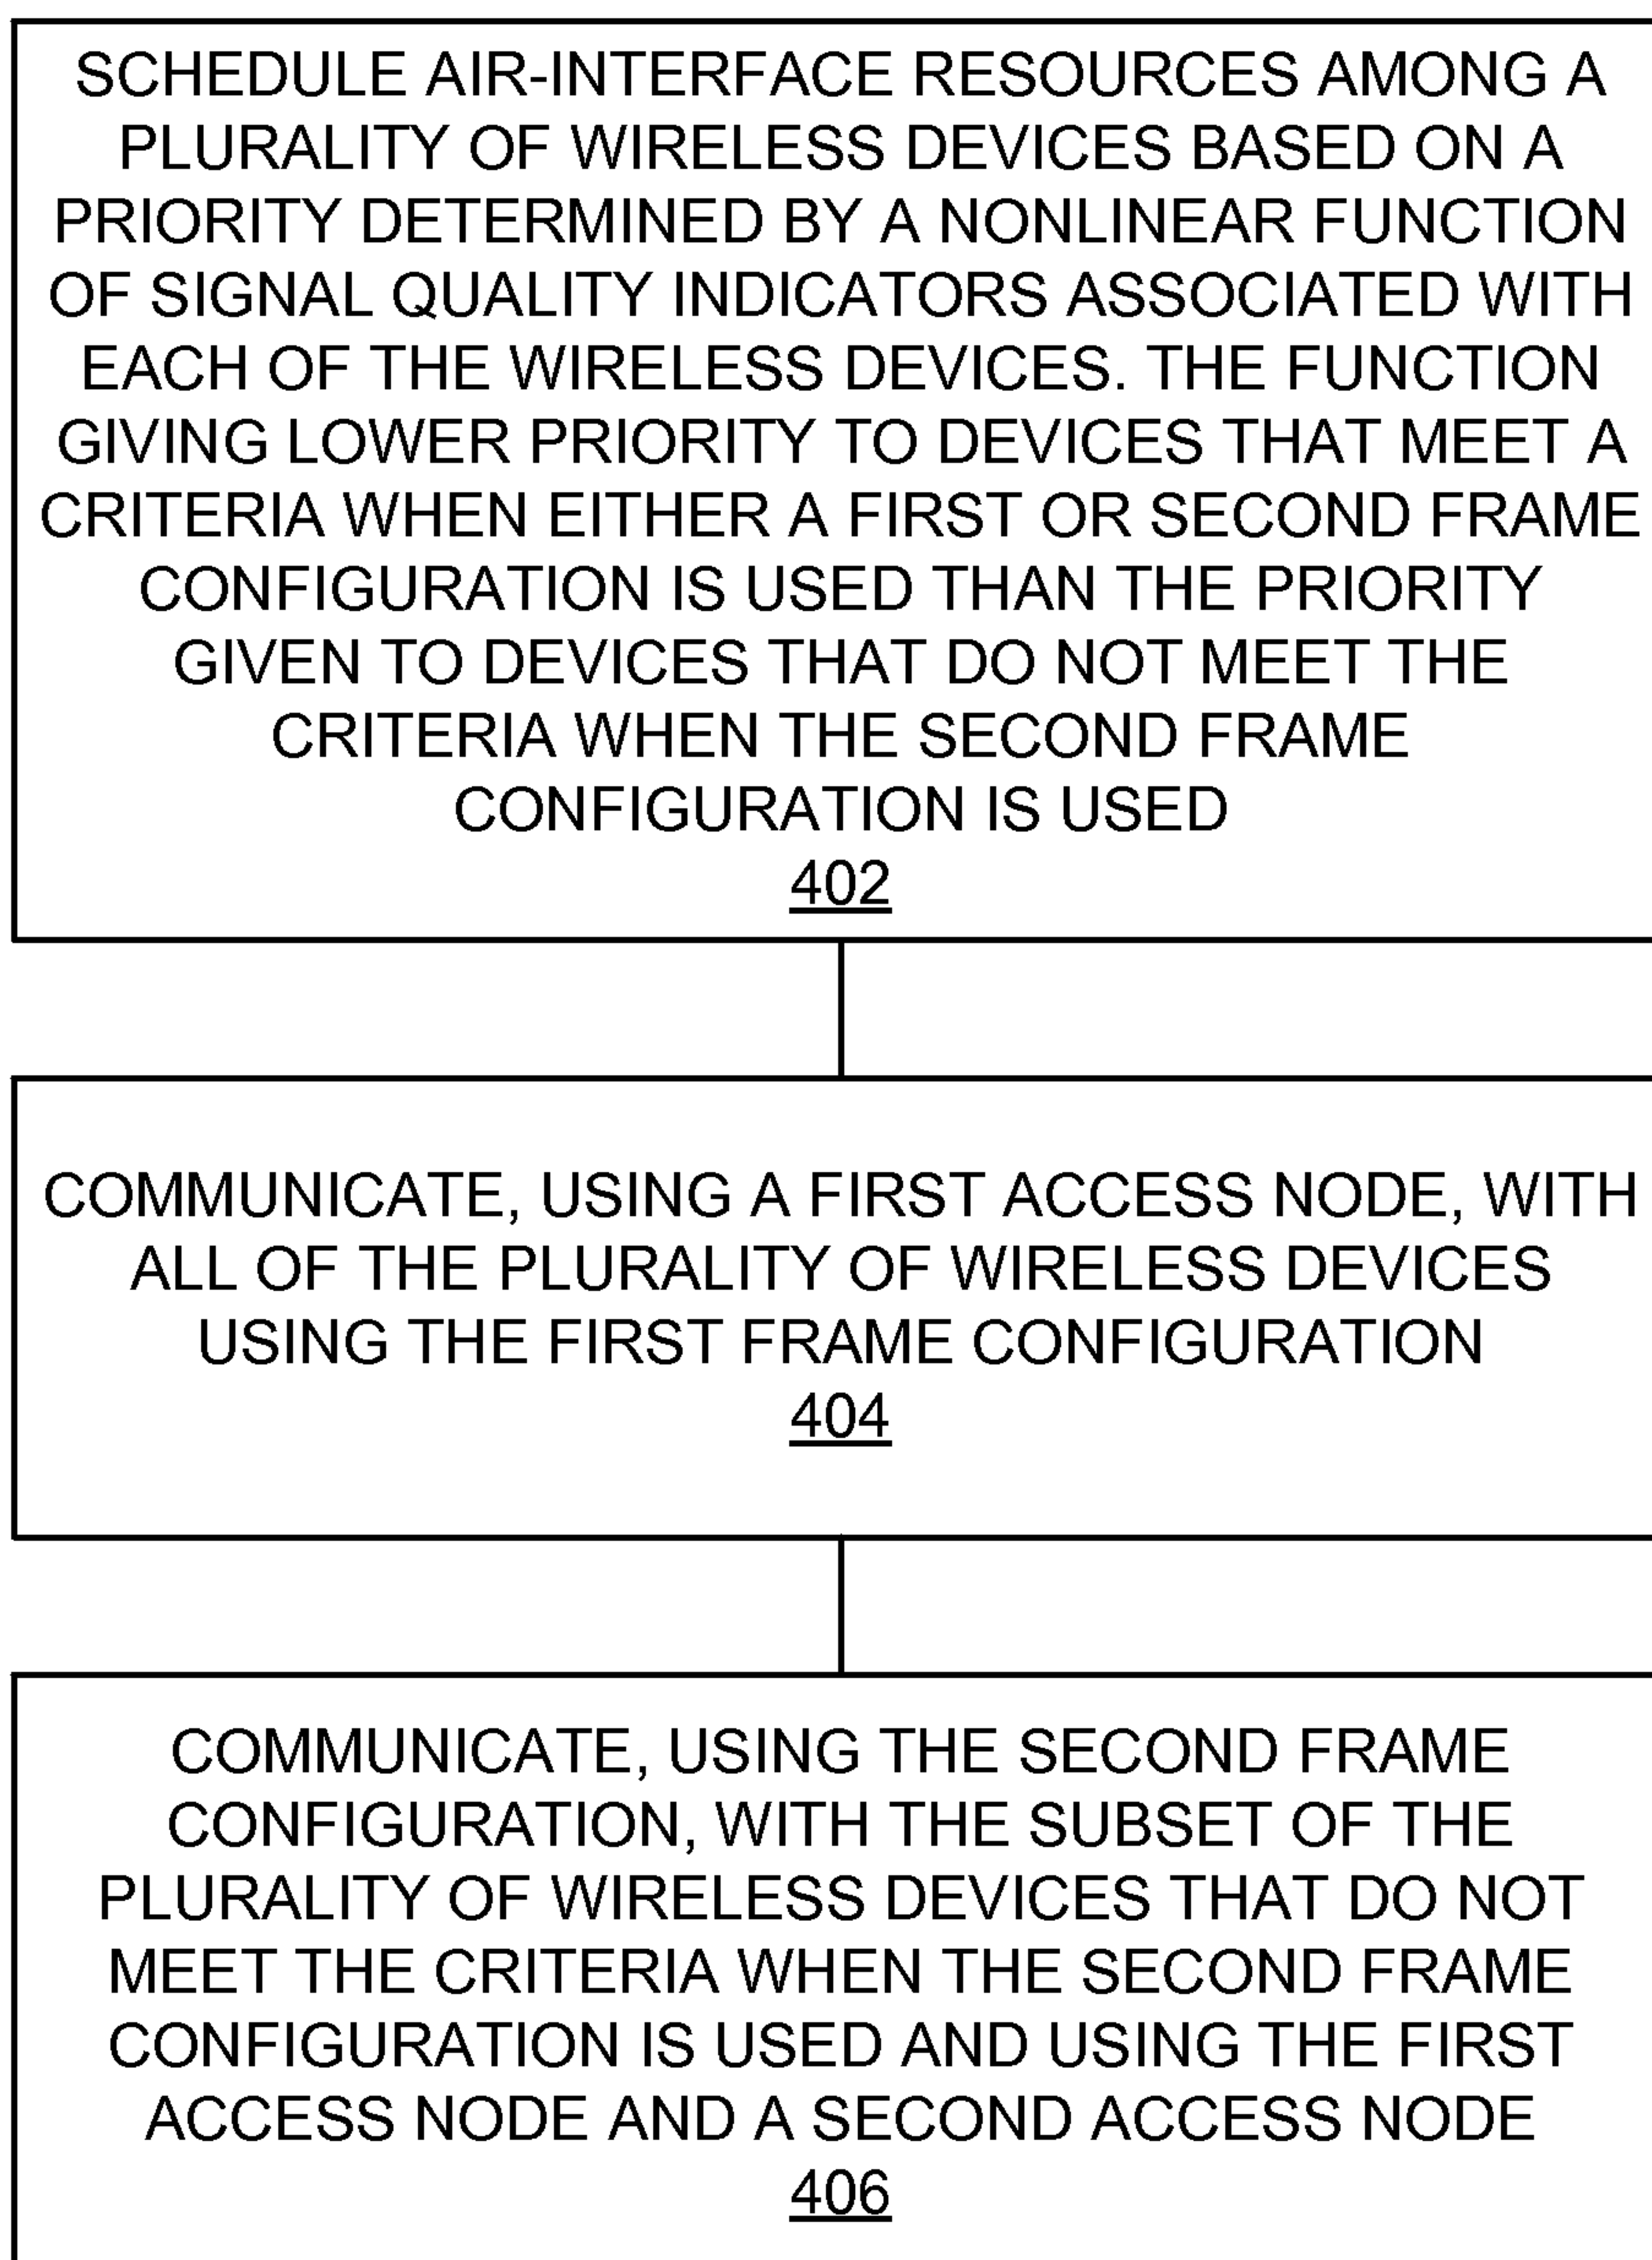 SCHEDULE AIR-INTERFACE RESOURCES AMONG A
PLURALITY OF WIRELESS DEVICES BASED ON A
PRIORITY DETERMINED BY A NONLINEAR FUNCTION
OF SIGNAL QUALITY INDICATORS ASSOCIATED WITH
EACH OF THE WIRELESS DEVICES. THE FUNCTION
GIVING LOWER PRIORITY TO DEVICES THAT MEET A
CRITERIA WHEN EITHER A FIRST OR SECOND FRAME
CONFIGURATION IS USED THAN THE PRIORITY
GIVEN TO DEVICES THAT DO NOT MEET THE
CRITERIA WHEN THE SECOND FRAME
CONFIGURATION IS USED
402
COMMUNICATE, USING A FIRST ACCESS NODE, WITH
ALL OF THE PLURALITY OF WIRELESS DEVICES
USING THE FIRST FRAME CONFIGURATION
404
COMMUNICATE, USING THE SECOND FRAME
CONFIGURATION, WITH THE SUBSET OF THE
PLURALITY OF WIRELESS DEVICES THAT DO NOT
MEET THE CRITERIA WHEN THE SECOND FRAME
CONFIGURATION IS USED AND USING THE FIRST
ACCESS NODE AND A SECOND ACCESS NODE
406